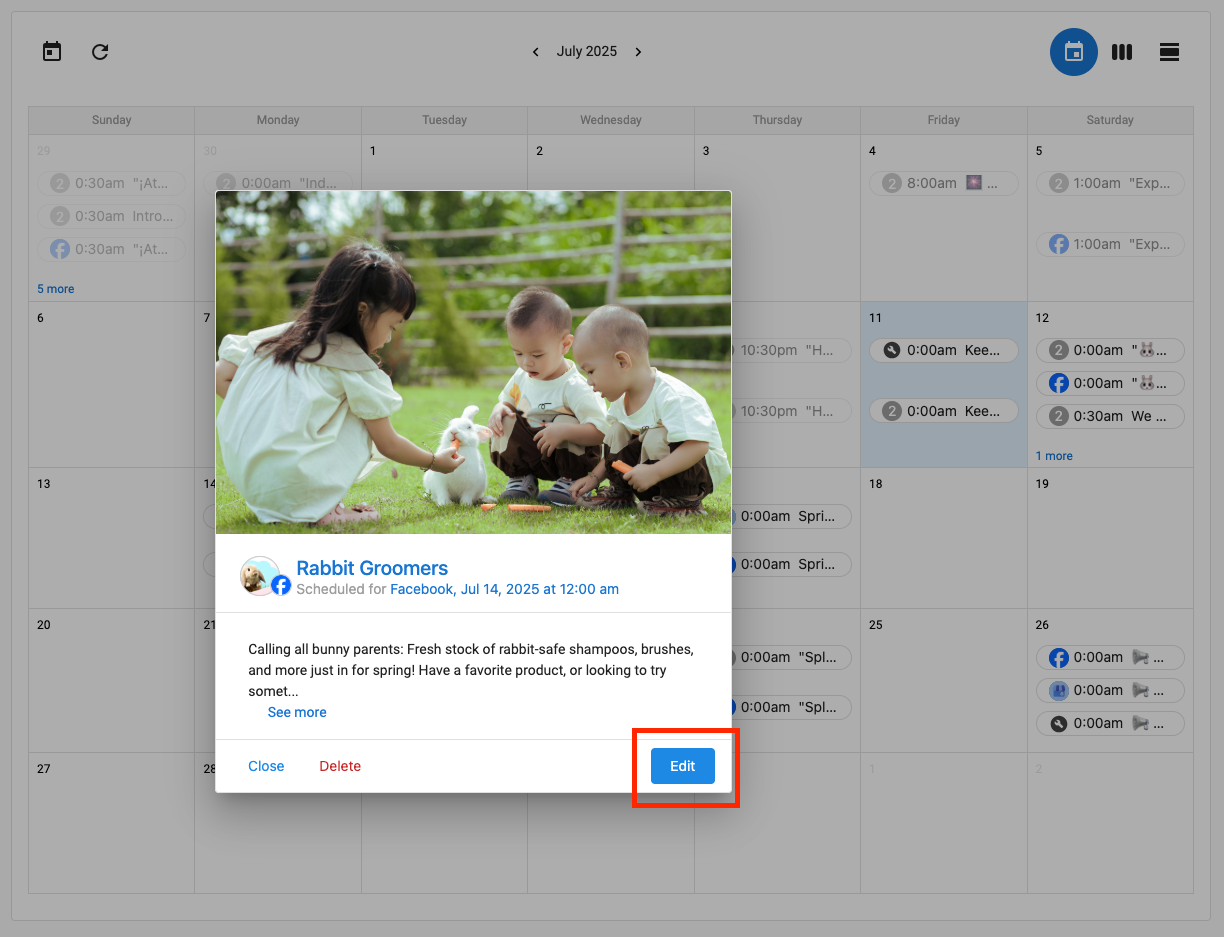 July 2025
Sunday Monday Tuesday Wednesday Thursday Friday Saturday
29 30 1 2 3 4 5
2 0:30am "¡At...
2 0:00am "Ind...
2 8:00am 🎆 ...
2 1:00am "Exp...
2 0:30am Intro...
0:30am "¡At...
1:00am "Exp...
5 more
6 7 11 12
10:30pm "H...
0:00am Kee...
2 0:00am "🐰...
0:00am "🐰...
10:30pm "H...
2 0:00am Kee...
2 0:30am We ...
1 more
13 14 18 19
0:00am Spri...
0:00am Spri...
Rabbit Groomers
Scheduled for Facebook, Jul 14, 2025 at 12:00 am
20 21 25 26
Calling all bunny parents: Fresh stock of rabbit-safe shampoos, brushes,
and more just in for spring! Have a favorite product, or looking to try
somet...
See more
0:00am "Spl...
0:00am 📢 ...
0:00am 📢 ...
0:00am "Spl...
0:00am 📢 ...
27 28 1 2
Close Delete Edit